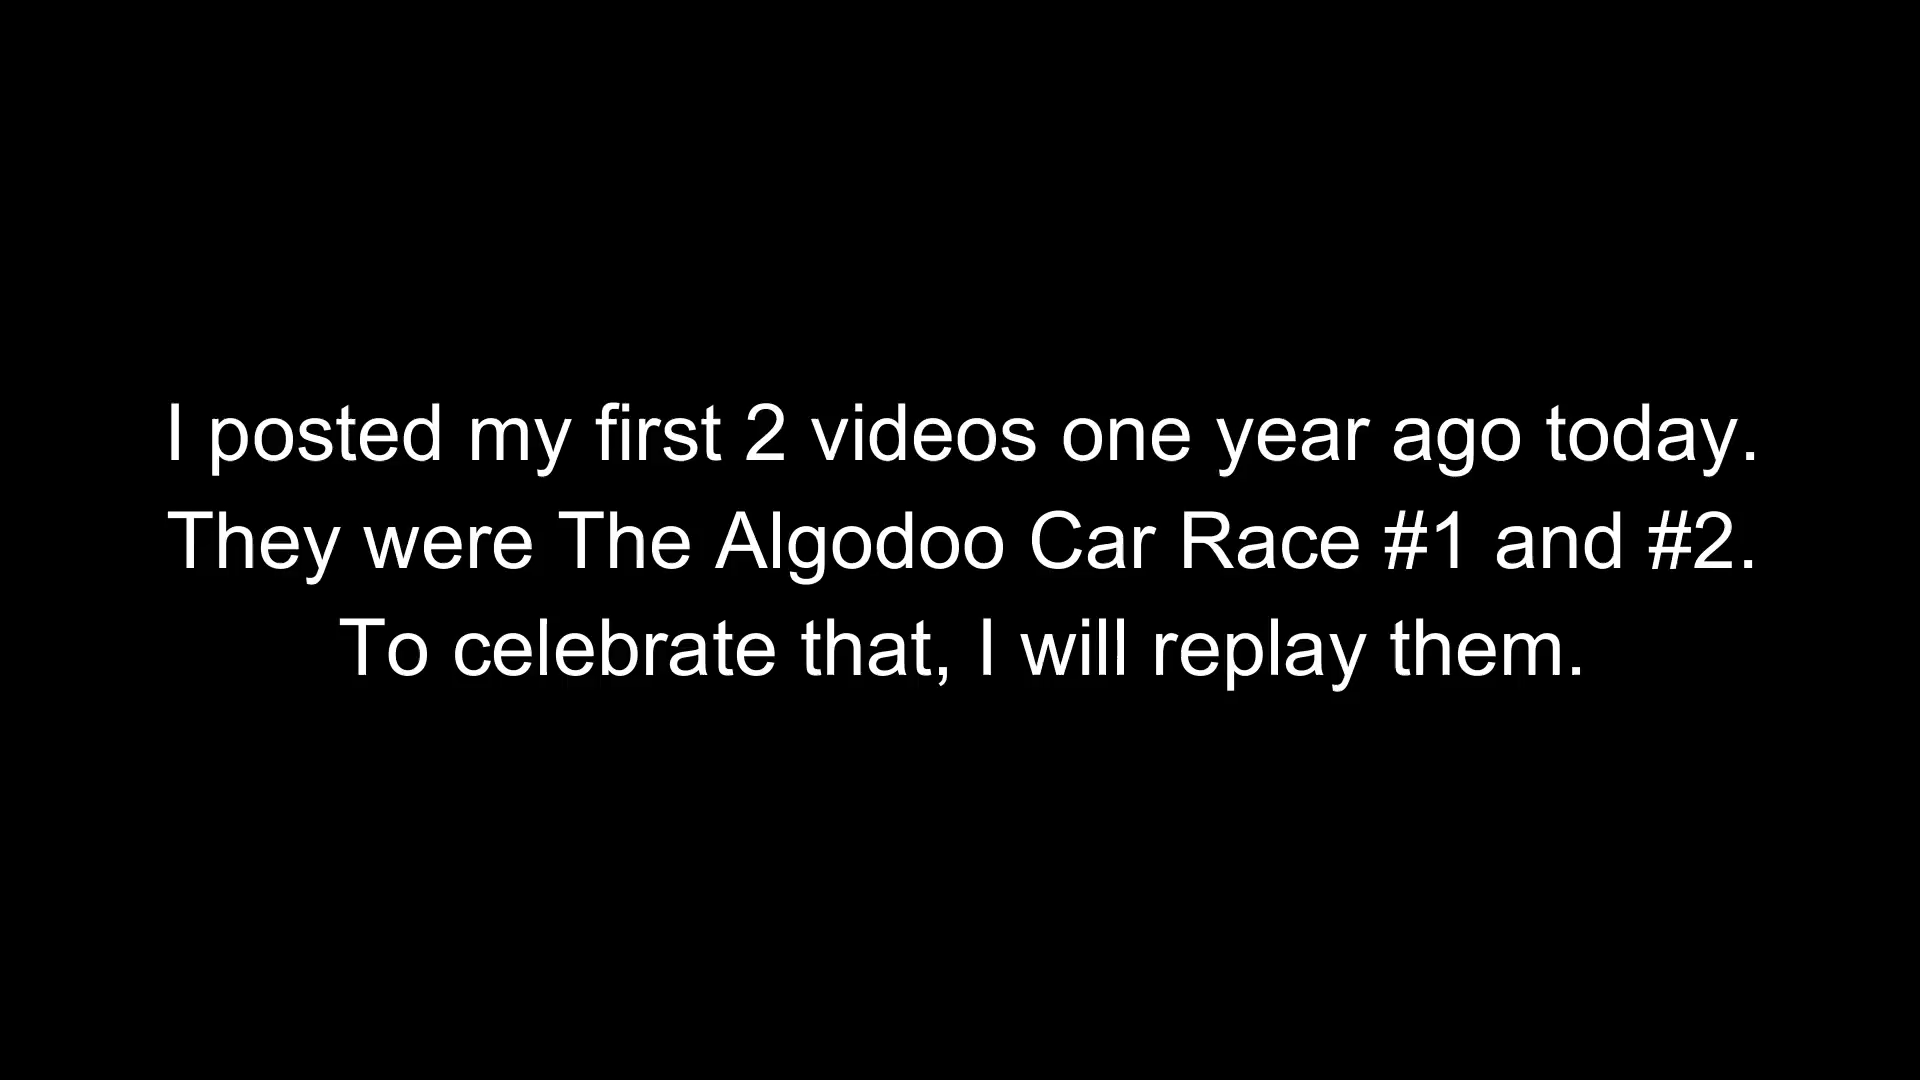 I posted my first 2 videos one year ago today.
They were The Algodoo Car Race #1 and #2.
To celebrate that, I will replay them.